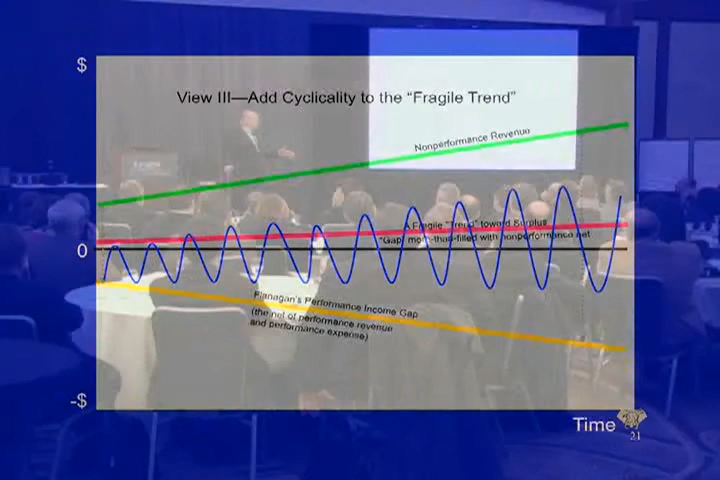 $
View III—Add Cyclicality to the “Fragile Trend”
Nonperformance Revenue
A Fragile "Trend" toward Surplus
"Gap" more-than-filled with nonperformance net
0
Flanagan's Performance Income Gap
(the net of performance revenue
and performance expense)
-$
Time
21